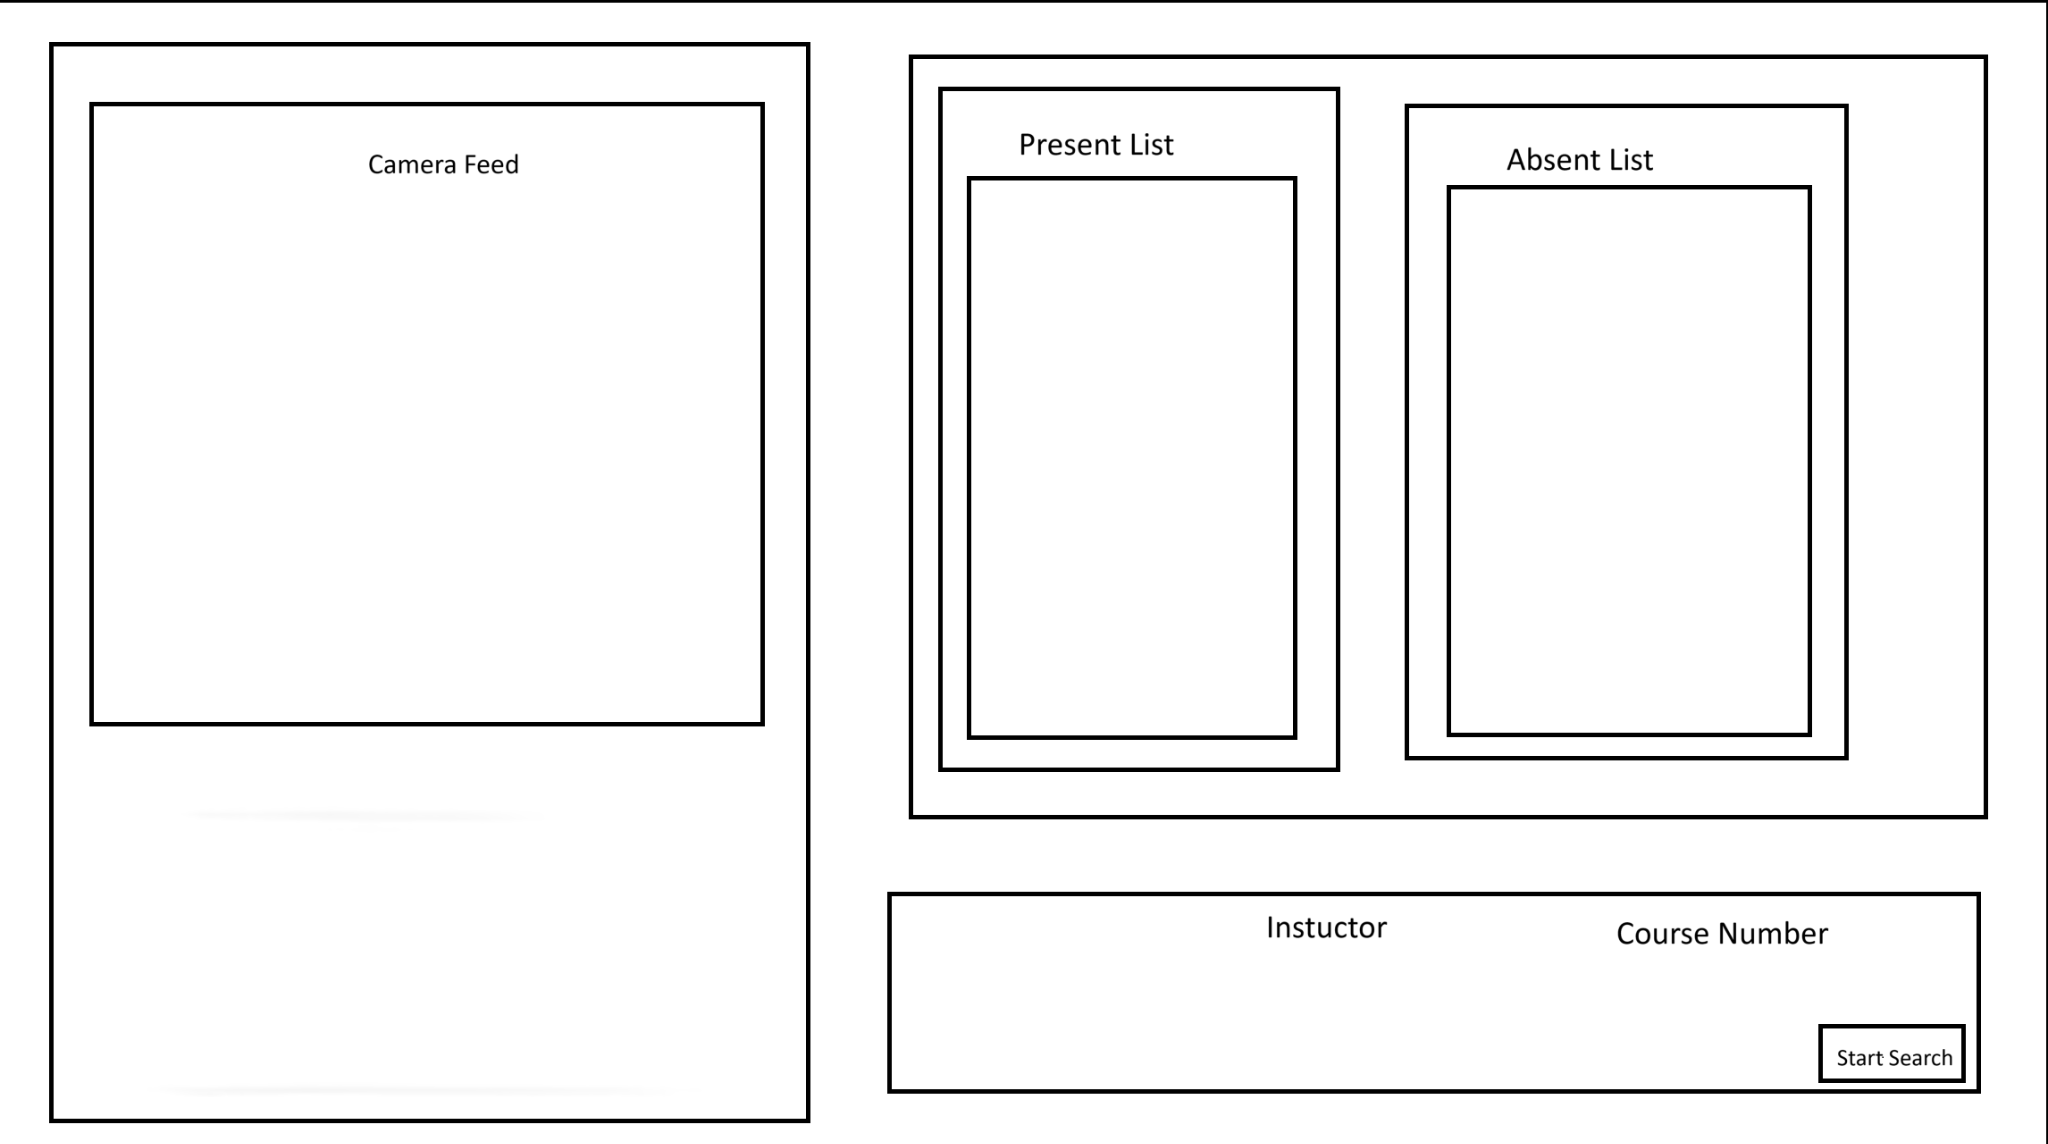 Camera Feed
Present List
Absent List
Instuctor
Course Number
Start Search